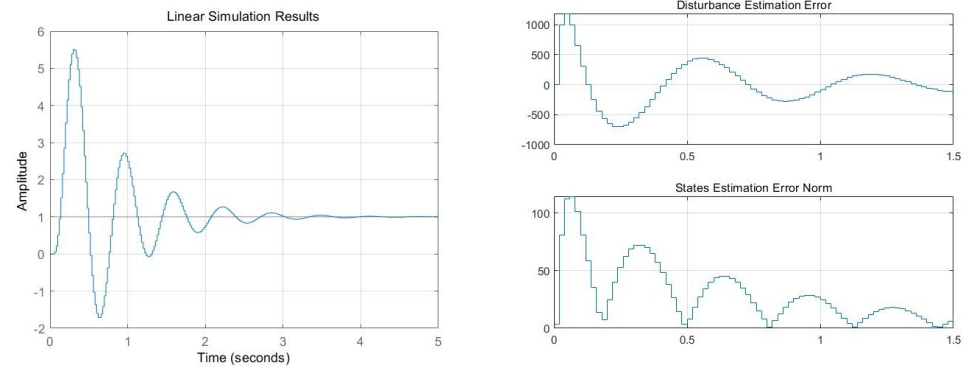 Linear Simulation Results
6
5
4
3
2
1
0
-1
-2
Amplitude
0 1 2 3 4 5
Time (seconds)
Disturbance Estimation Error
1000
500
0
-500
-1000
0 0.5 1 1.5
States Estimation Error Norm
100
50
0
0 0.5 1 1.5